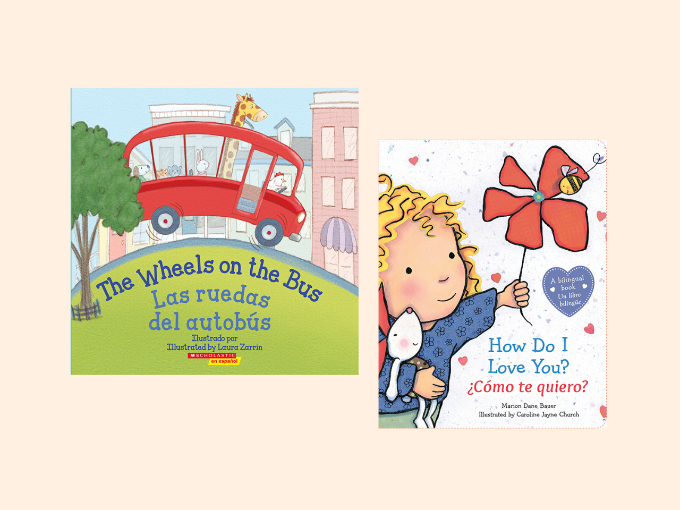 The Wheels on the Bus
Las ruedas
del autobús
Ilustrado por
Illustrated by Laura Zarrin
SCHOLASTIC
en español
A bilingual
book
Un libro
bilingüe
How Do I
Love You?
¿Cómo te quiero?
Marion Dane Bauer
Illustrated by Caroline Jayne Church